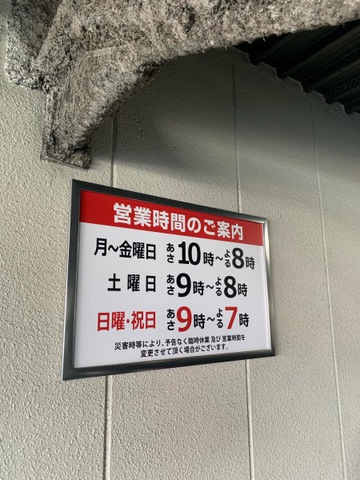 営業時間のご案内
月～金曜日 あさ10時～よる8時
土曜日 あさ9時～よる8時
日曜・祝日 あさ9時～よる7時
災害時等により、予告なく臨時休業及び営業時間を
変更させて頂く場合がございます。